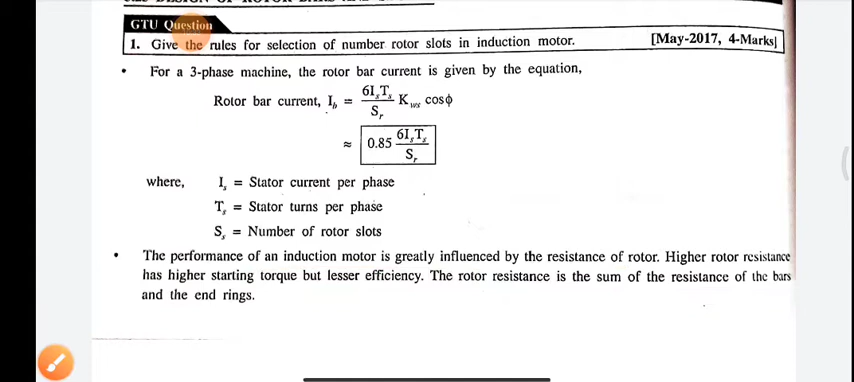 GTU Question
1. Give the rules for selection of number rotor slots in induction motor. [May-2017, 4-Marks]
• For a 3-phase machine, the rotor bar current is given by the equation,
Rotor bar current, I_b = 6I_sT_s / S_r K_ws cosϕ
≈ 0.85 6I_sT_s / S_r
where, I_s = Stator current per phase
T_s = Stator turns per phase
S_s = Number of rotor slots
• The performance of an induction motor is greatly influenced by the resistance of rotor. Higher rotor resistance
has higher starting torque but lesser efficiency. The rotor resistance is the sum of the resistance of the bars
and the end rings.